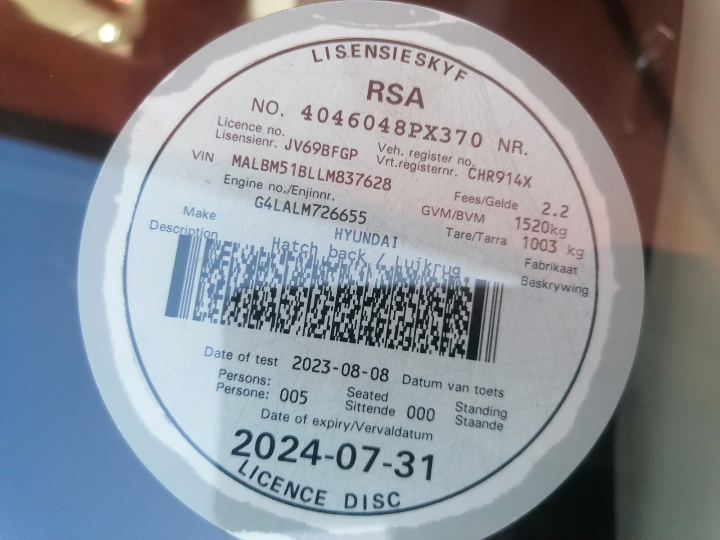 LISENSIESKYF
RSA
NO. 4046048PX370 NR.
Licence no. Veh. register no.
Lisensienr. JV69BFGP Vrt.registernr. CHR914X
VIN MALBM51BLLM837628 Fees/Gelde 2.2
Engine no./Enjinnr. GVM/BVM 1520kg
G4LALM726655 Tare/Tarra 1003 kg
Make HYUNDAI Fabrikaat
Description Hatch back / Luikrug Beskrywing
Date of test 2023-08-08 Datum van toets
Persons: Seated Standing
Persone: 005 Sittende 000 Staande
Date of expiry/Vervaldatum
2024-07-31
LICENCE DISC